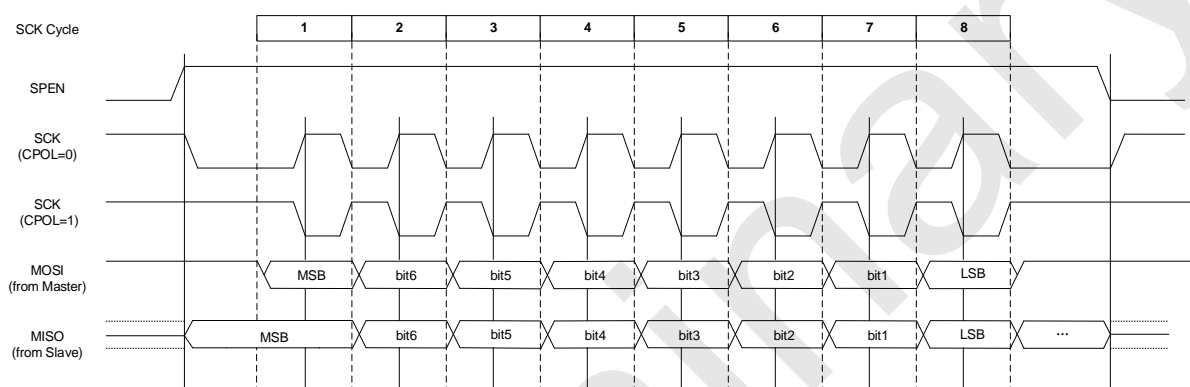 SCK Cycle 1 2 3 4 5 6 7 8
SPEN
SCK
(CPOL=0)
SCK
(CPOL=1)
MOSI
(from Master)
MSB bit6 bit5 bit4 bit3 bit2 bit1 LSB
MISO
(from Slave)
MSB bit6 bit5 bit4 bit3 bit2 bit1 LSB ...
inary